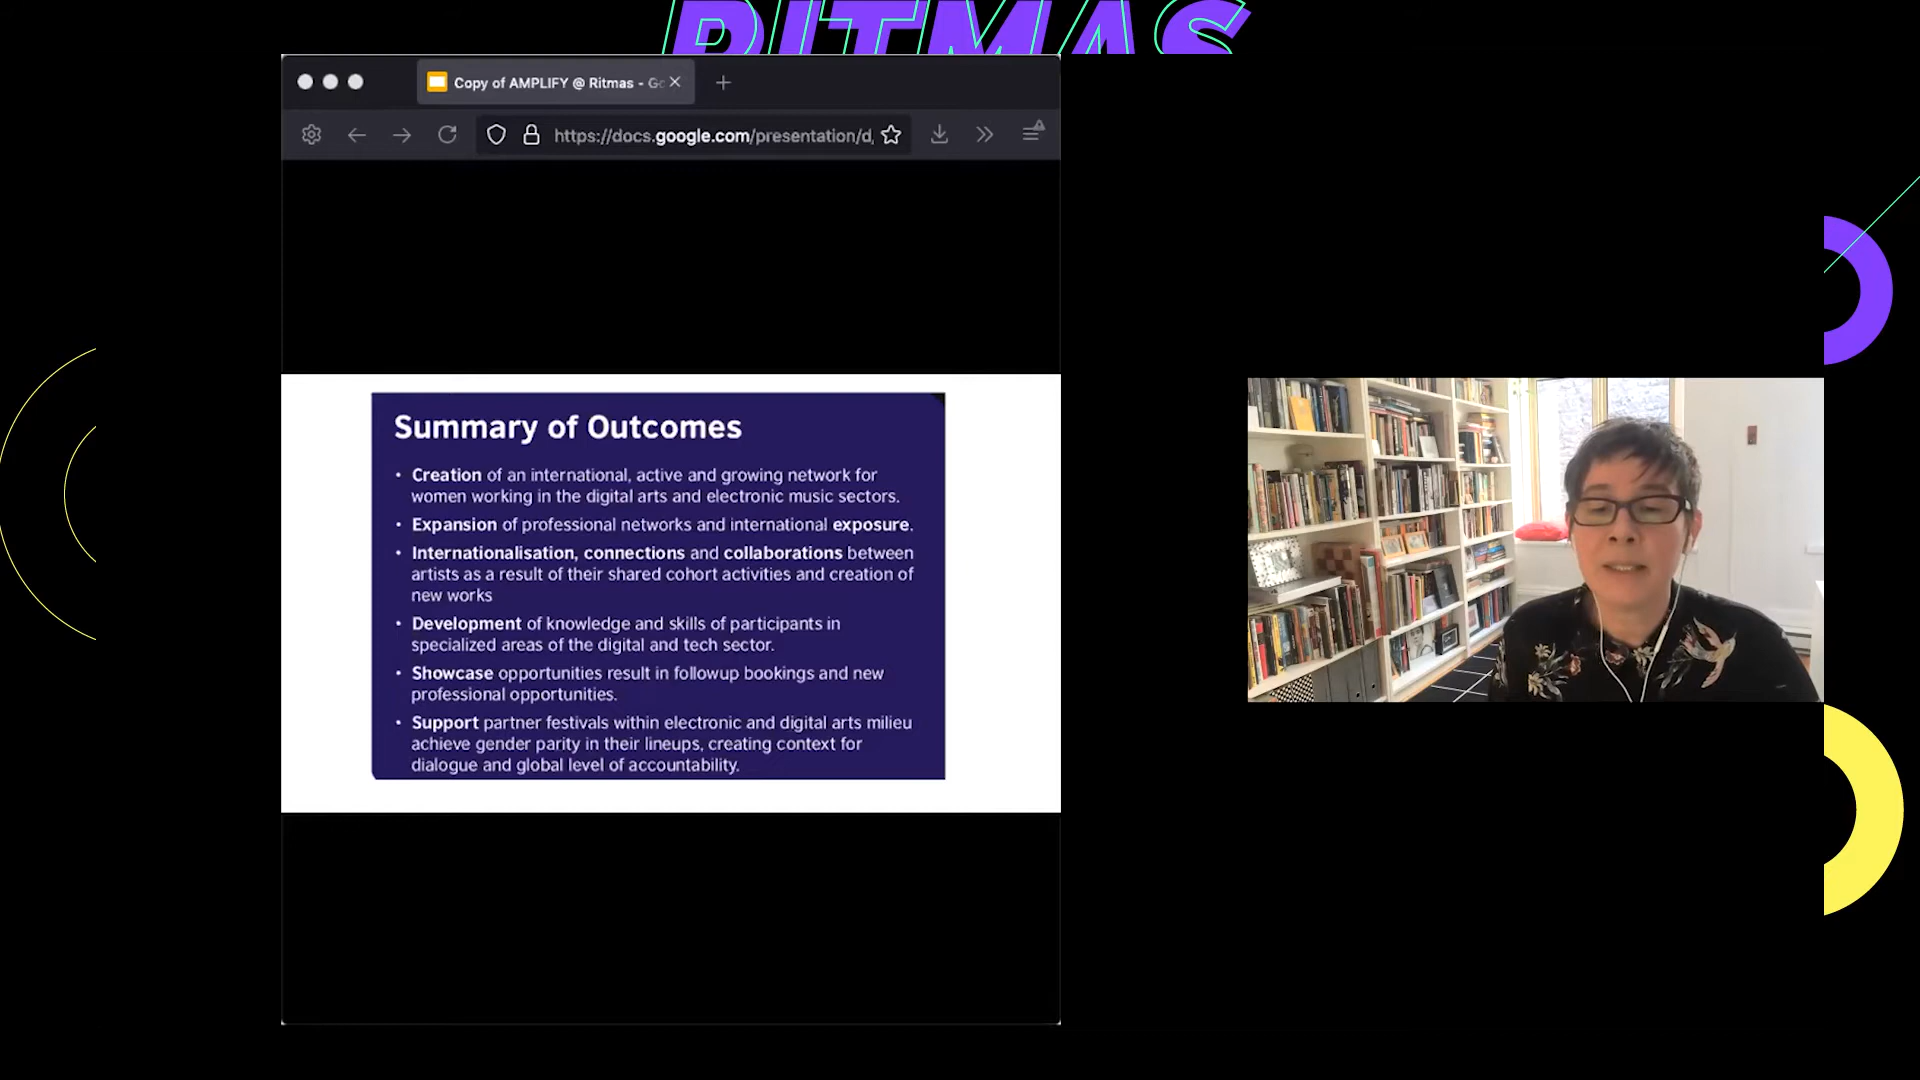 RITMAS
Copy of AMPLIFY @ Ritmas - Go
https://docs.google.com/presentation/d,
Summary of Outcomes
• Creation of an international, active and growing network for
women working in the digital arts and electronic music sectors.
• Expansion of professional networks and international exposure.
• Internationalisation, connections and collaborations between
artists as a result of their shared cohort activities and creation of
new works
• Development of knowledge and skills of participants in
specialized areas of the digital and tech sector.
• Showcase opportunities result in followup bookings and new
professional opportunities.
• Support partner festivals within electronic and digital arts milieu
achieve gender parity in their lineups, creating context for
dialogue and global level of accountability.